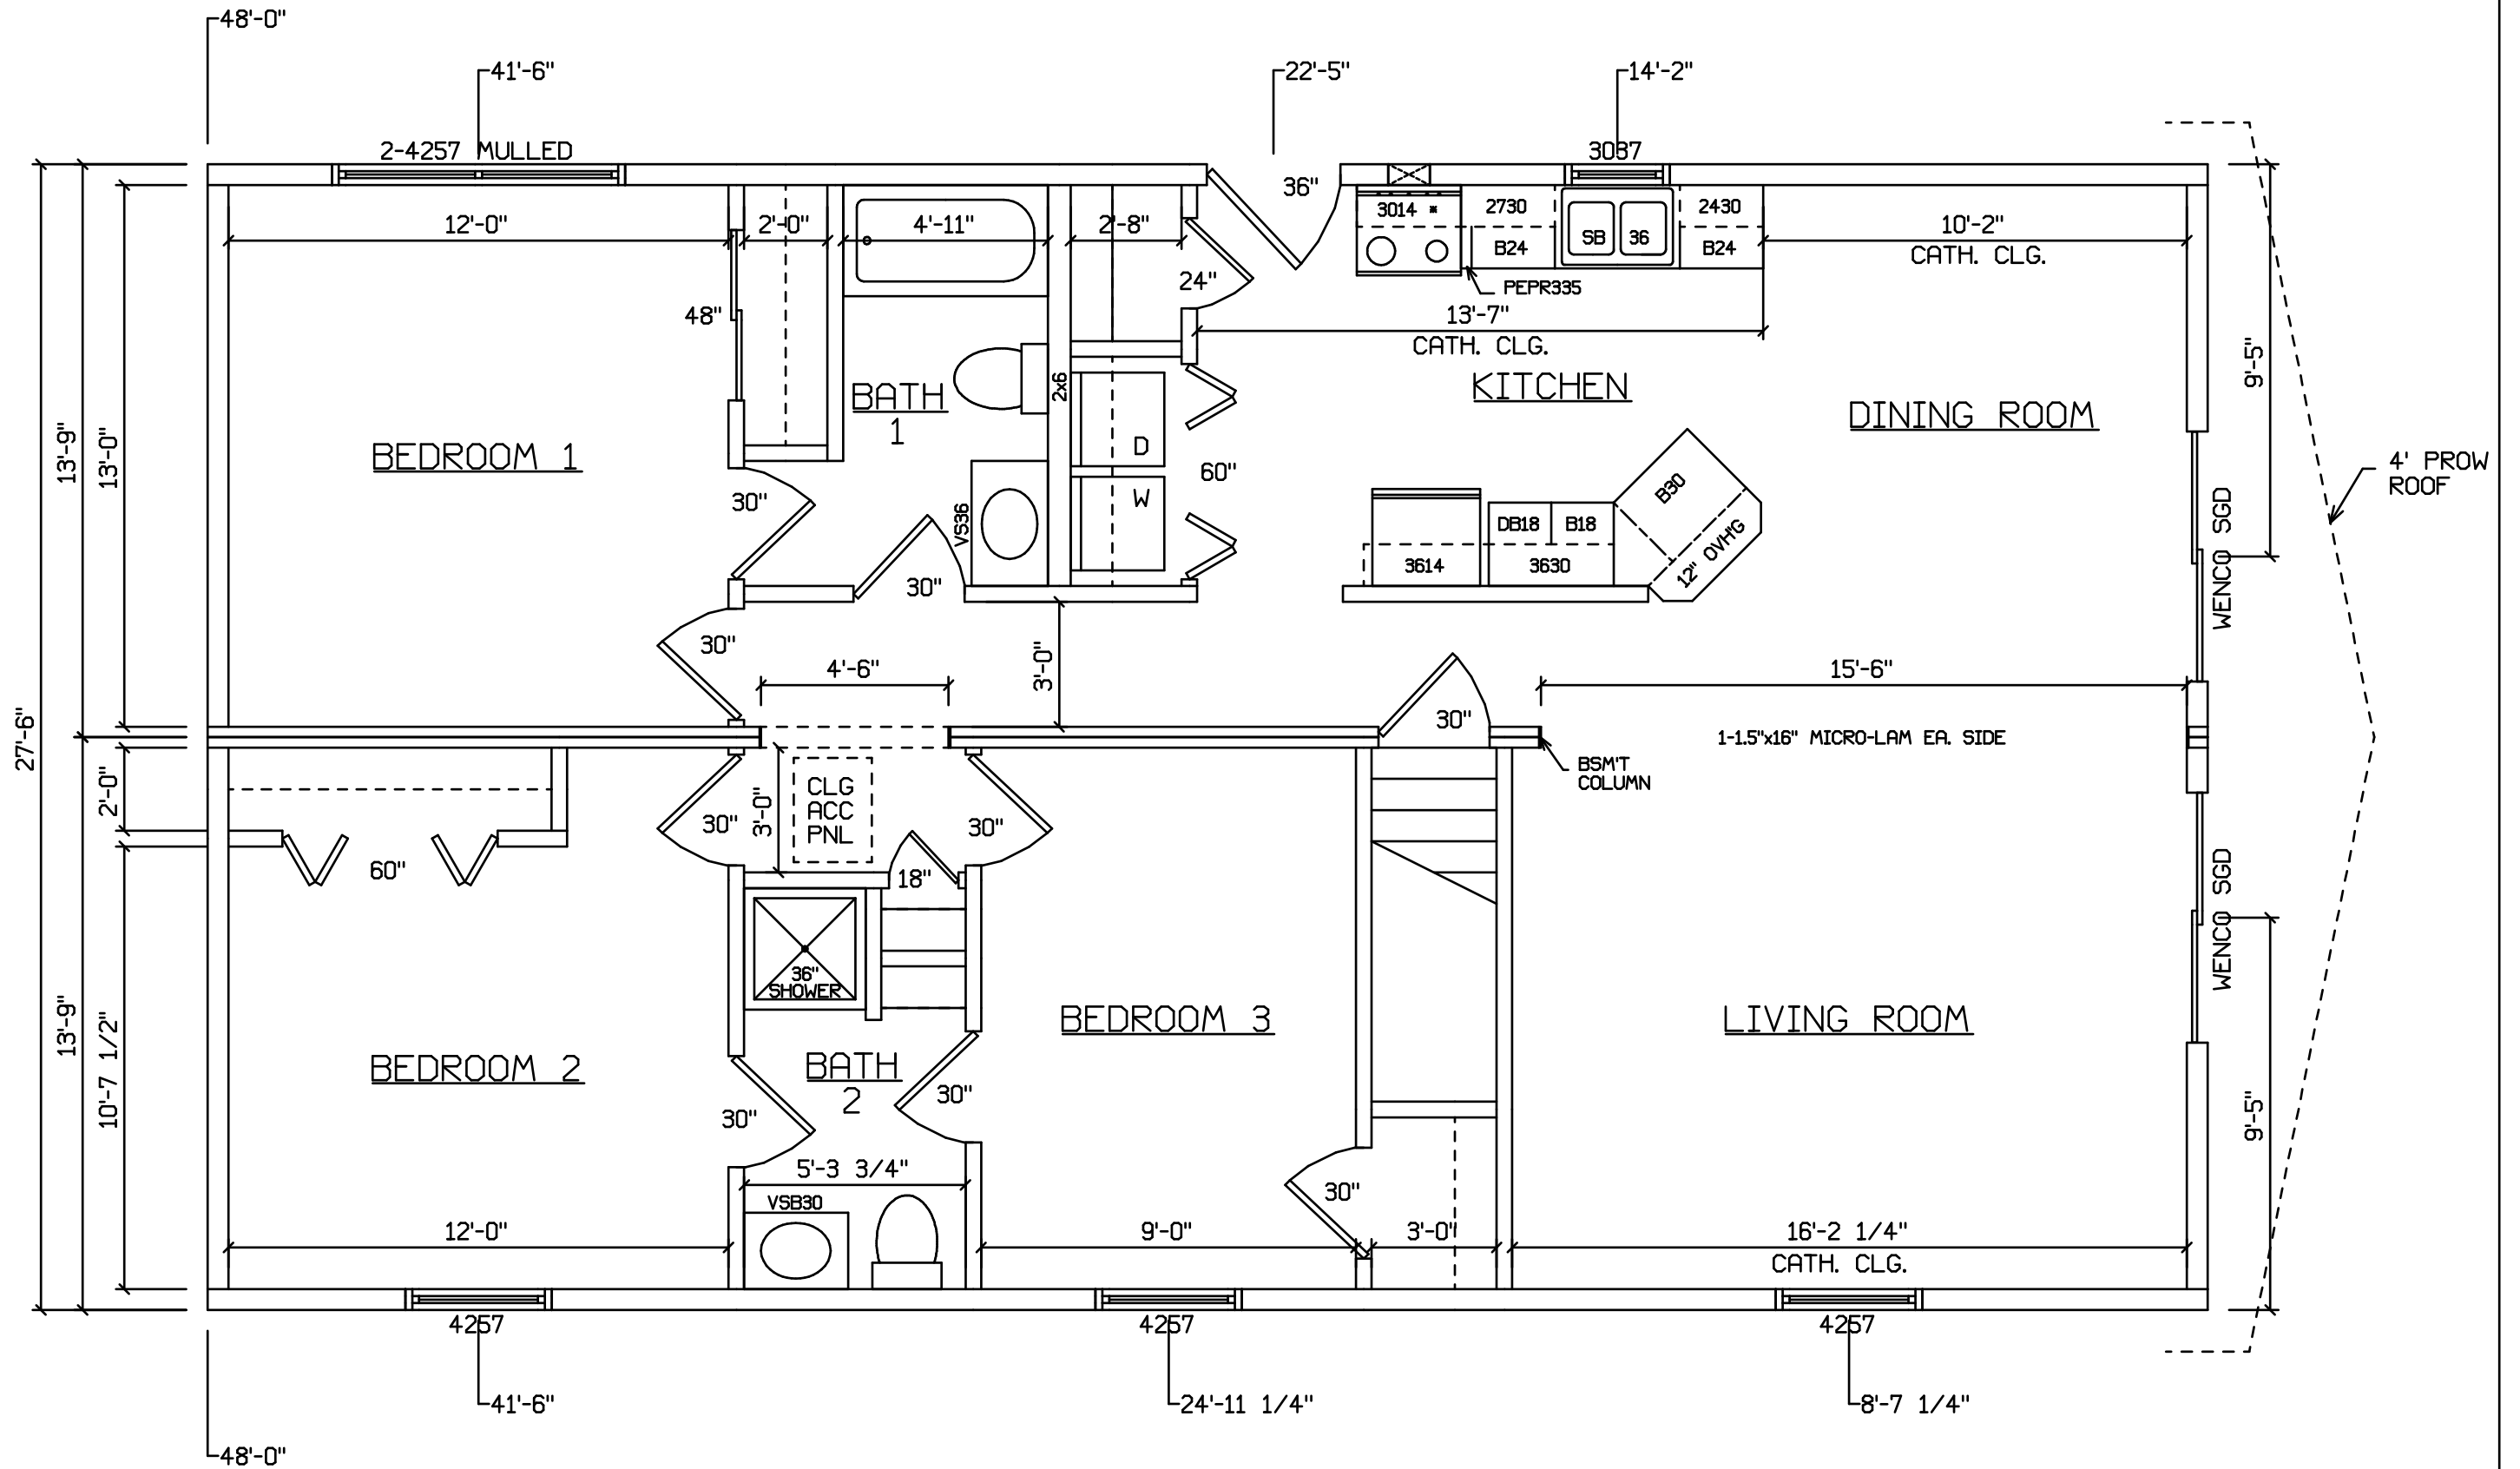 48'-0"
41'-6"
22'-5"
14'-2"
2-4257 MULLED
3037
36"
12'-0"
2'-0"
4'-11"
2'-8"
3014 *
2730
2430
SB 36
B24
B24
10'-2"
CATH. CLG.
24"
PEPR335
48"
13'-7"
CATH. CLG.
9'-5"
2x6
BATH
1
KITCHEN
DINING ROOM
13'-9"
13'-0"
BEDROOM 1
D
60"
4' PROW
ROOF
30"
W
VS36
B30
DB18
B18
3614
3630
12" OVH'G
WENCO SGD
30"
30"
3'-0"
4'-6"
15'-6"
27'-6"
30"
1-1.5"x16" MICRO-LAM EA. SIDE
BSM'T
COLUMN
2'-0"
CLG
ACC
PNL
3'-0"
30"
30"
60"
18"
WENCO SGD
36"
SHOWER
13'-9"
10'-7 1/2"
BEDROOM 3
LIVING ROOM
BEDROOM 2
BATH
2
30"
30"
9'-5"
5'-3 3/4"
VSB30
30"
12'-0"
9'-0"
3'-0"
16'-2 1/4"
CATH. CLG.
4257
4257
4257
41'-6"
24'-11 1/4"
8'-7 1/4"
48'-0"